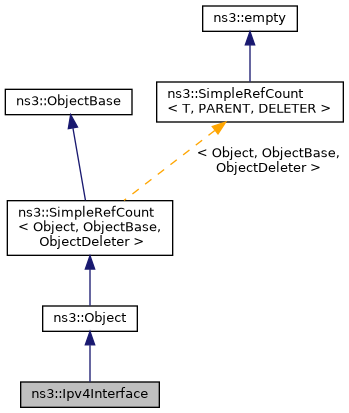 ns3::empty
ns3::SimpleRefCount
< T, PARENT, DELETER >
ns3::ObjectBase
< Object, ObjectBase,
ObjectDeleter >
ns3::SimpleRefCount
< Object, ObjectBase,
ObjectDeleter >
ns3::Object
ns3::Ipv4Interface